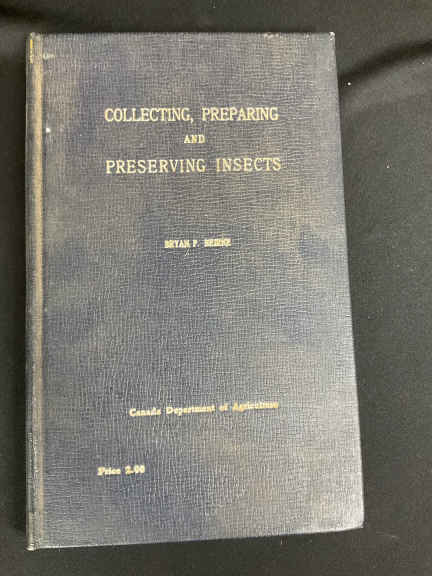 COLLECTING, PREPARING
AND
PRESERVING INSECTS
BRYAN P. BEIRNE
Canada Department of Agriculture
Price 2.00